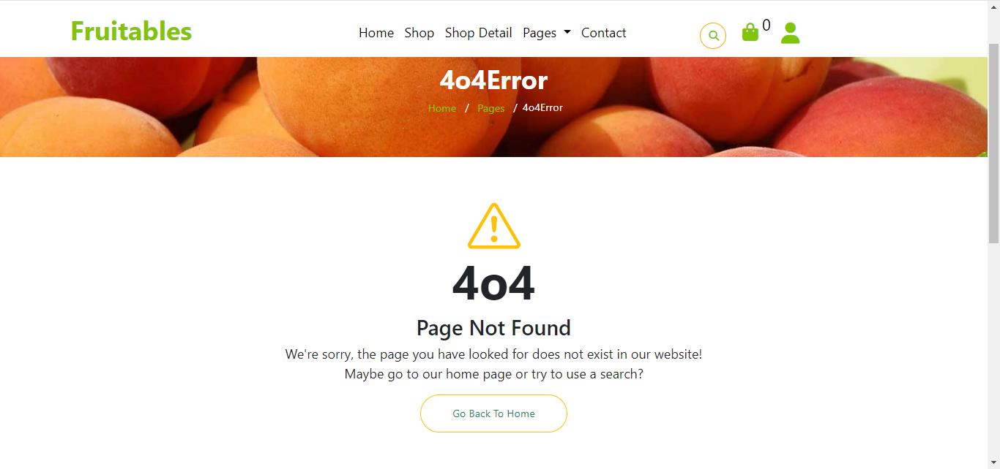 Fruitables
Home Shop Shop Detail Pages Contact
0
4o4Error
Home / Pages / 4o4Error
4o4
Page Not Found
We're sorry, the page you have looked for does not exist in our website!
Maybe go to our home page or try to use a search?
Go Back To Home